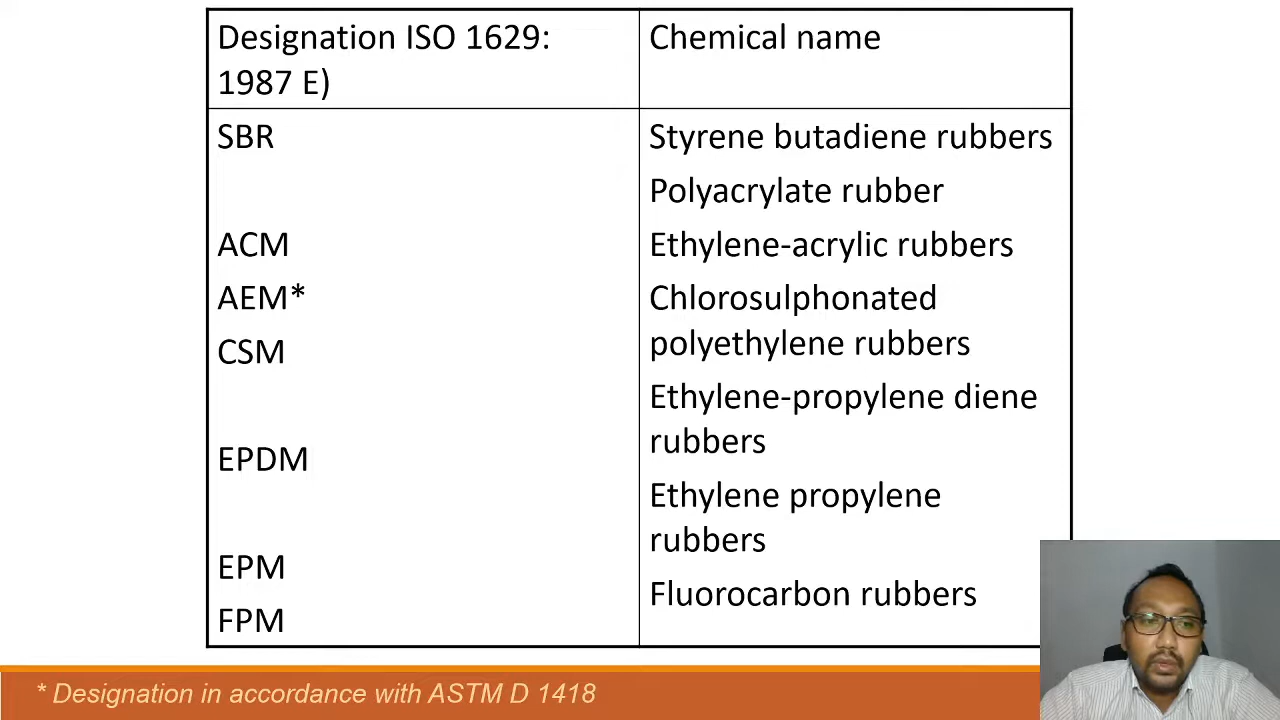 Designation ISO 1629:
1987 E)
Chemical name
SBR
ACM
AEM*
CSM
EPDM
EPM
FPM
Styrene butadiene rubbers
Polyacrylate rubber
Ethylene-acrylic rubbers
Chlorosulphonated
polyethylene rubbers
Ethylene-propylene diene
rubbers
Ethylene propylene
rubbers
Fluorocarbon rubbers
* Designation in accordance with ASTM D 1418